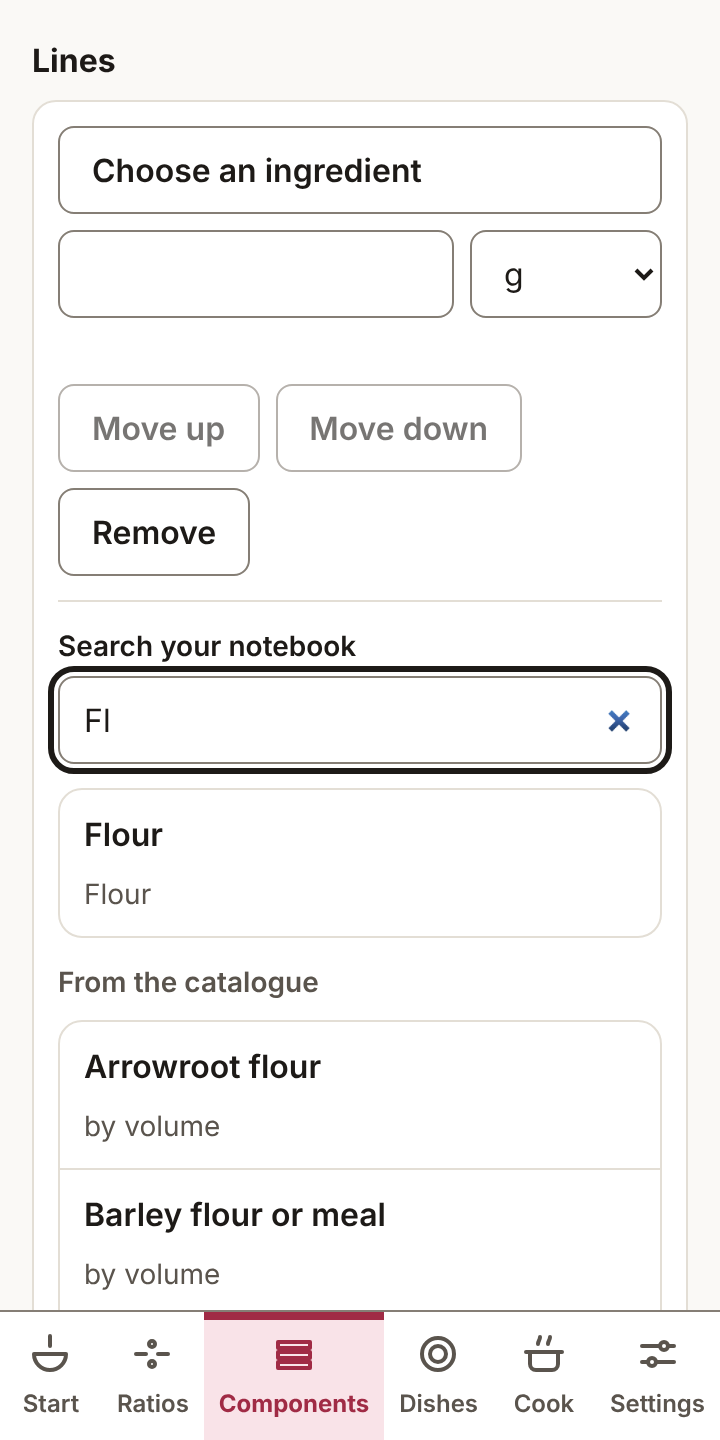 Lines
Choose an ingredient
g
Move up
Move down
Remove
Search your notebook
Fl
Flour
Flour
From the catalogue
Arrowroot flour
by volume
Barley flour or meal
by volume
Start
Ratios
Components
Dishes
Cook
Settings